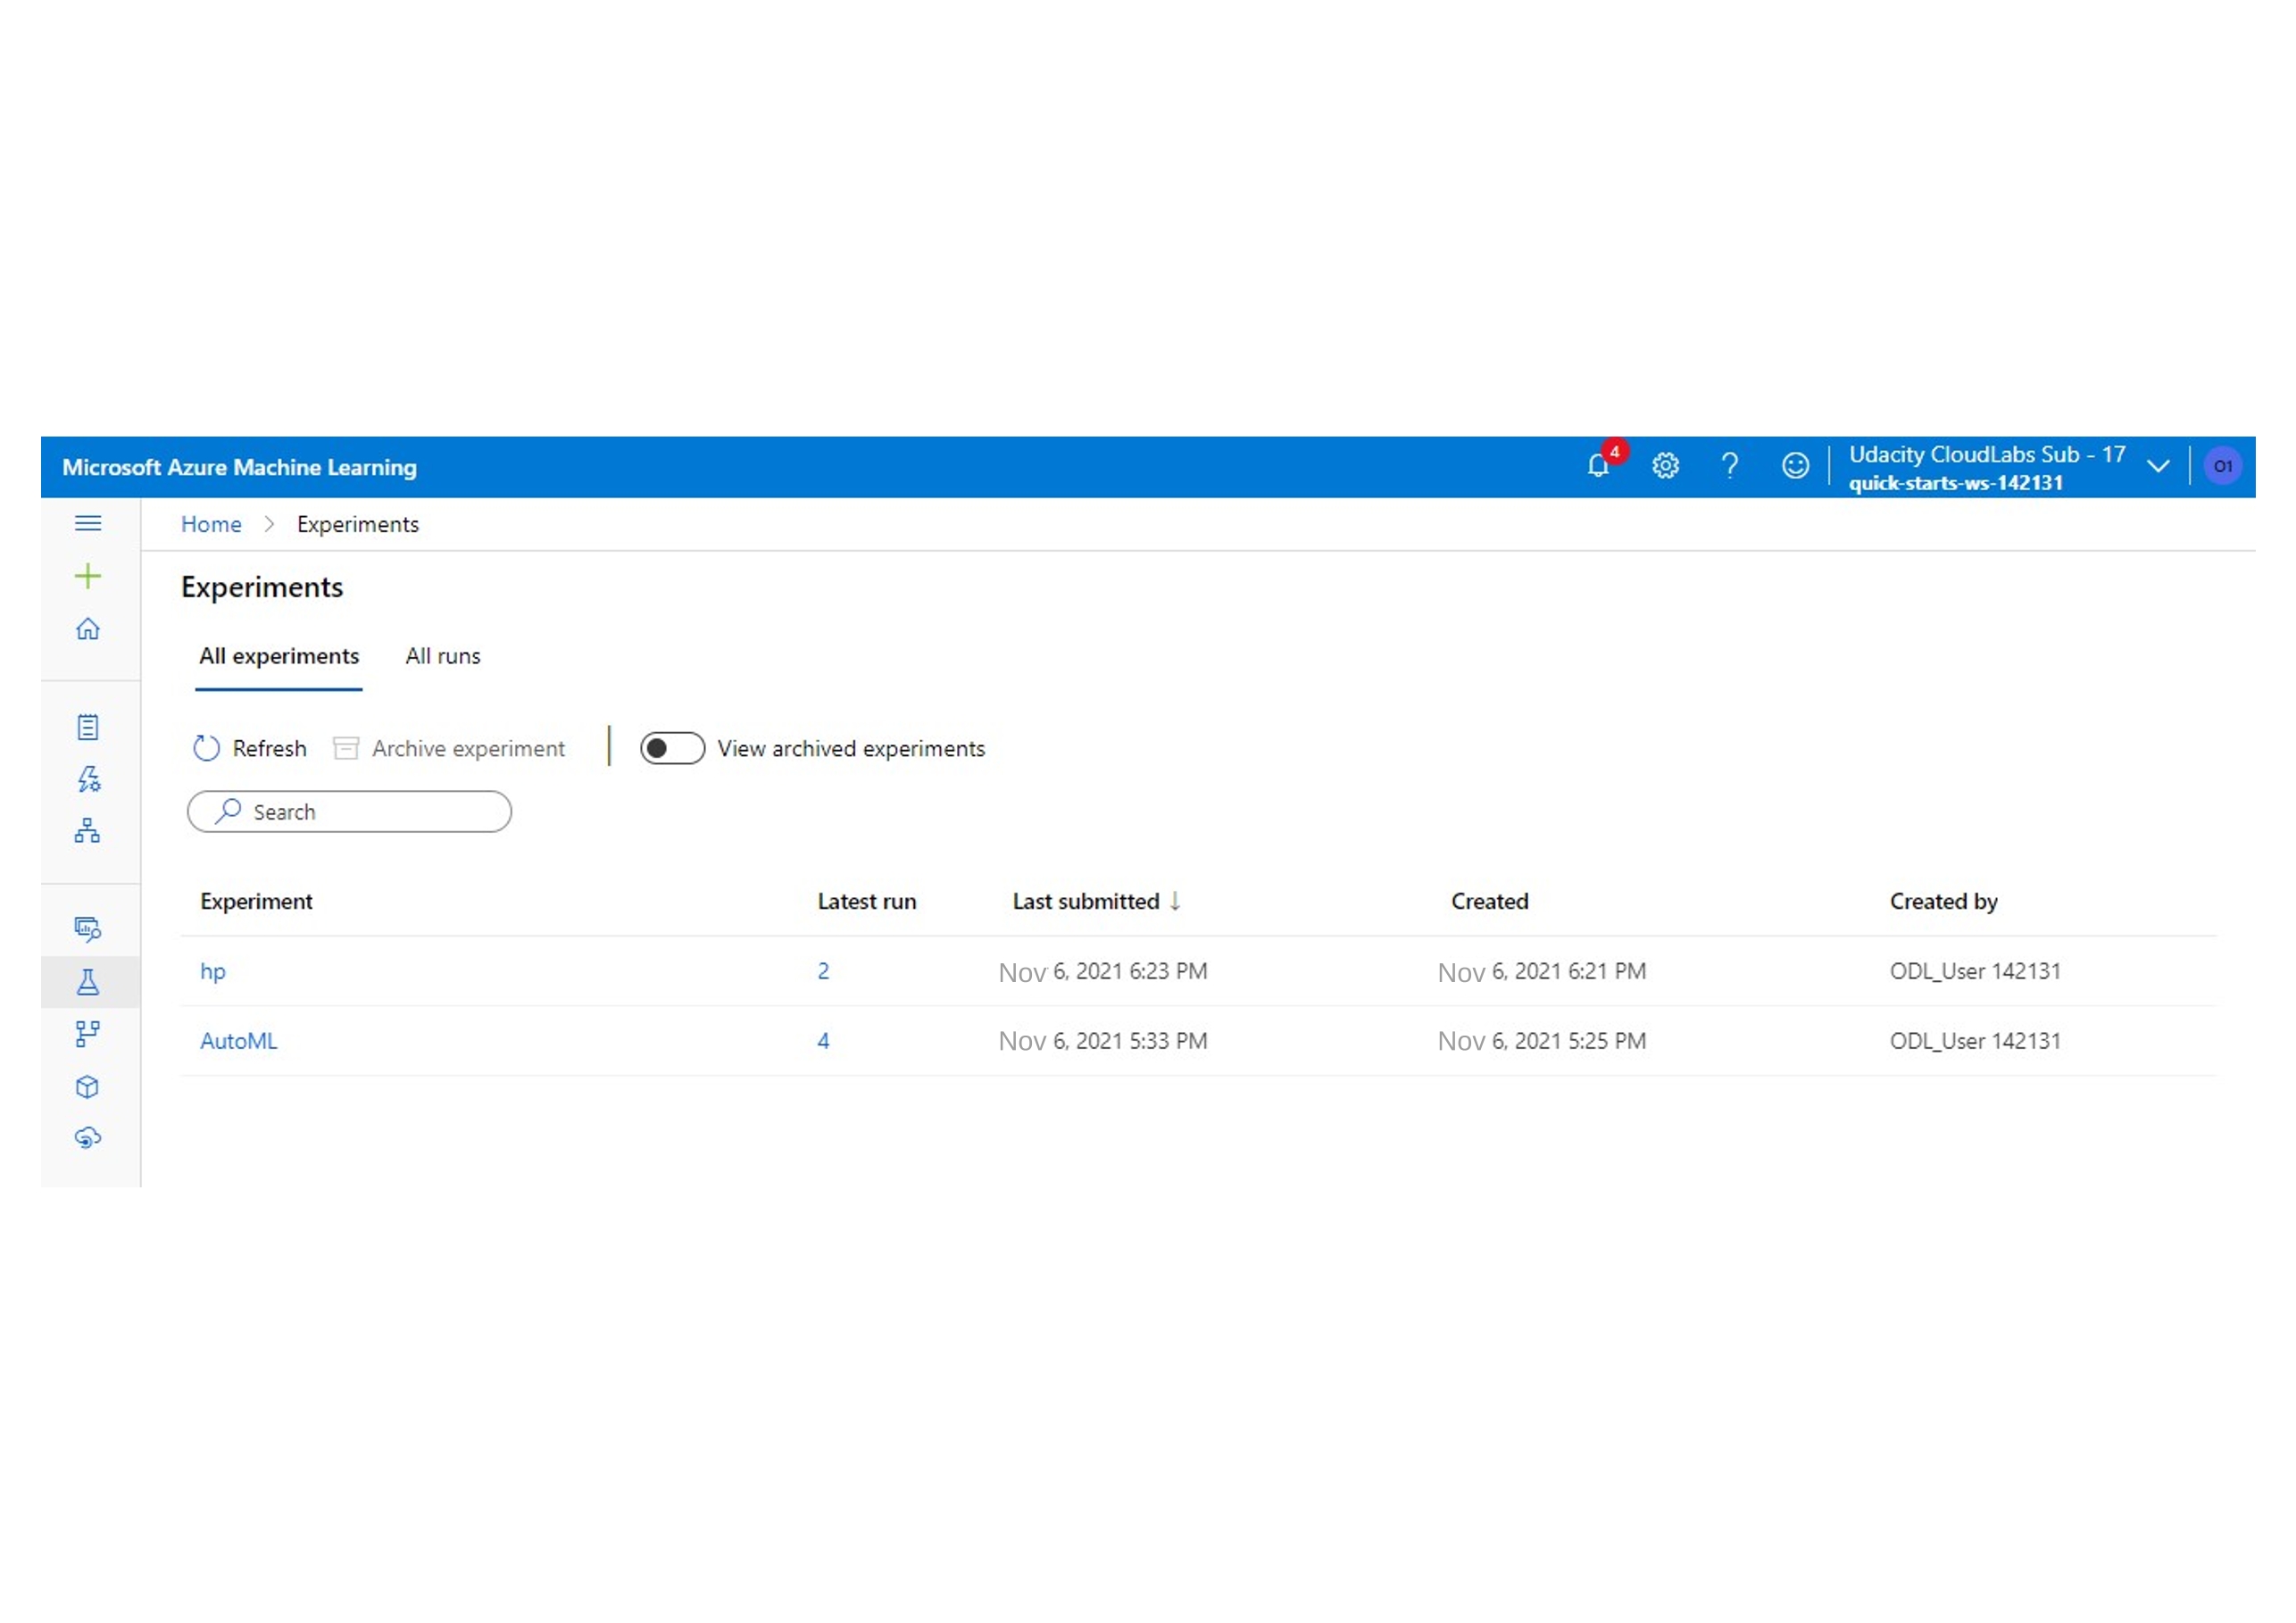 Microsoft Azure Machine Learning
4
?
Udacity CloudLabs Sub - 17
quick-starts-ws-142131
O1
Home > Experiments
Experiments
All experiments All runs
Refresh Archive experiment View archived experiments
Search
Experiment Latest run Last submitted ↓ Created Created by
hp 2 Nov 6, 2021 6:23 PM Nov 6, 2021 6:21 PM ODL_User 142131
AutoML 4 Nov 6, 2021 5:33 PM Nov 6, 2021 5:25 PM ODL_User 142131